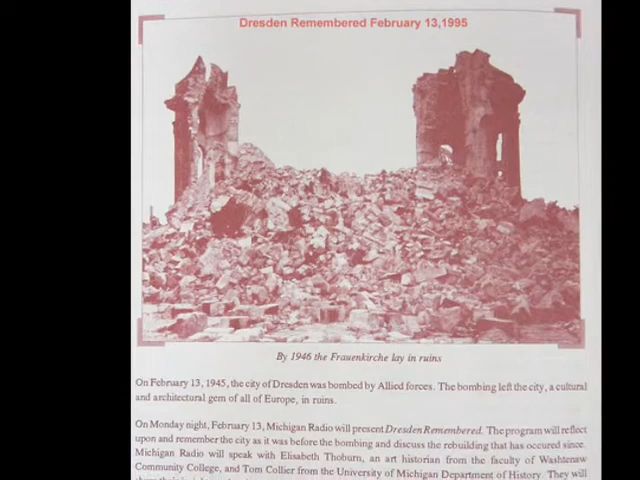 Dresden Remembered February 13,1995
By 1946 the Frauenkirche lay in ruins
On February 13, 1945, the city of Dresden was bombed by Allied forces. The bombing left the city, a cultural
and architectural gem of all of Europe, in ruins.
On Monday night, February 13, Michigan Radio will present Dresden Remembered. The program will reflect
upon and remember the city as it was before the bombing and discuss the rebuilding that has occured since.
Michigan Radio will speak with Elisabeth Thoburn, an art historian from the faculty of Washtenaw
Community College, and Tom Collier from the University of Michigan Department of History. They will